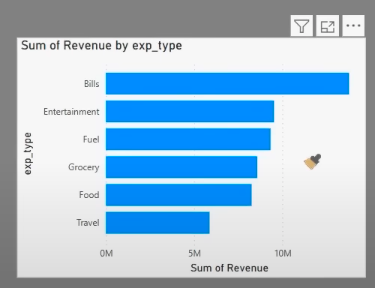 Sum of Revenue by exp_type
exp_type
Bills
Entertainment
Fuel
Grocery
Food
Travel
0M 5M 10M
Sum of Revenue